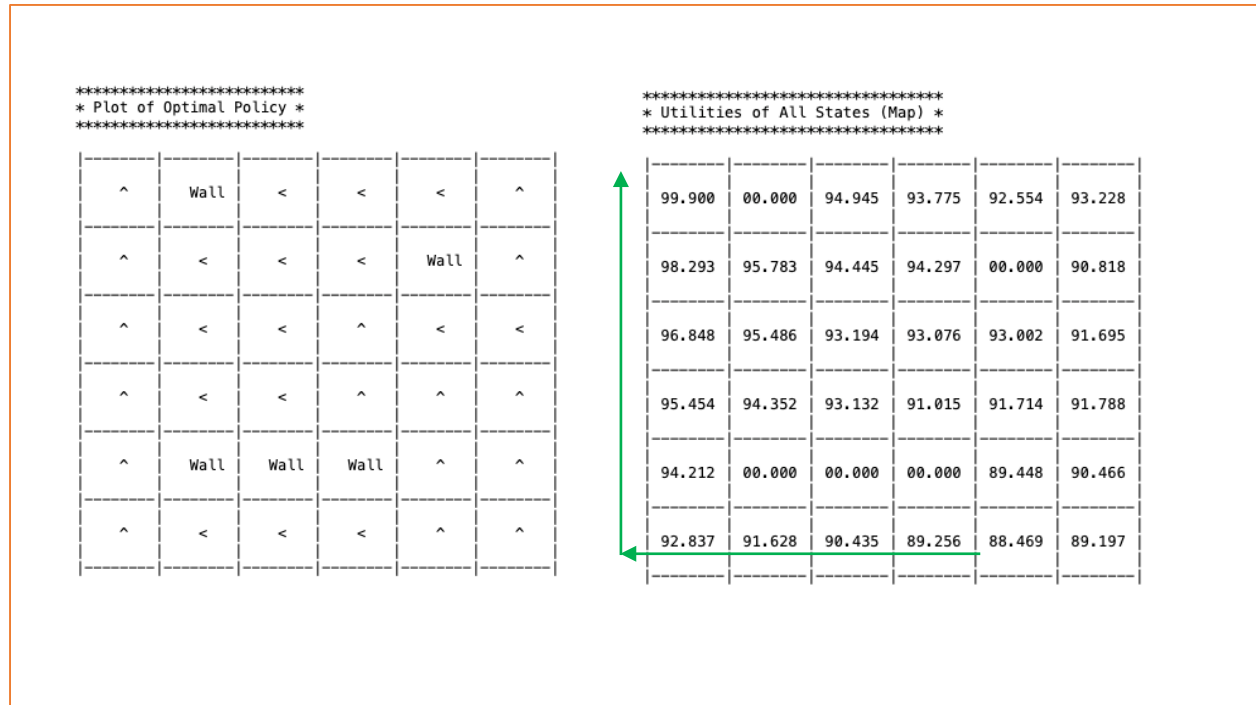 ***************************
* Plot of Optimal Policy *
***************************
|--------|--------|--------|--------|--------|--------|
^ | Wall | < | < | < | ^
|--------|--------|--------|--------|--------|--------|
^ | < | < | < | Wall | ^
|--------|--------|--------|--------|--------|--------|
^ | < | < | ^ | < | <
|--------|--------|--------|--------|--------|--------|
^ | < | < | ^ | ^ | ^
|--------|--------|--------|--------|--------|--------|
^ | Wall | Wall | Wall | ^ | ^
|--------|--------|--------|--------|--------|--------|
^ | < | < | < | ^ | ^
|--------|--------|--------|--------|--------|--------|
**********************************
* Utilities of All States (Map) *
**********************************
|--------|--------|--------|--------|--------|--------|
99.900 | 00.000 | 94.945 | 93.775 | 92.554 | 93.228
|--------|--------|--------|--------|--------|--------|
98.293 | 95.783 | 94.445 | 94.297 | 00.000 | 90.818
|--------|--------|--------|--------|--------|--------|
96.848 | 95.486 | 93.194 | 93.076 | 93.002 | 91.695
|--------|--------|--------|--------|--------|--------|
95.454 | 94.352 | 93.132 | 91.015 | 91.714 | 91.788
|--------|--------|--------|--------|--------|--------|
94.212 | 00.000 | 00.000 | 00.000 | 89.448 | 90.466
|--------|--------|--------|--------|--------|--------|
92.837 | 91.628 | 90.435 | 89.256 | 88.469 | 89.197
|--------|--------|--------|--------|--------|--------|